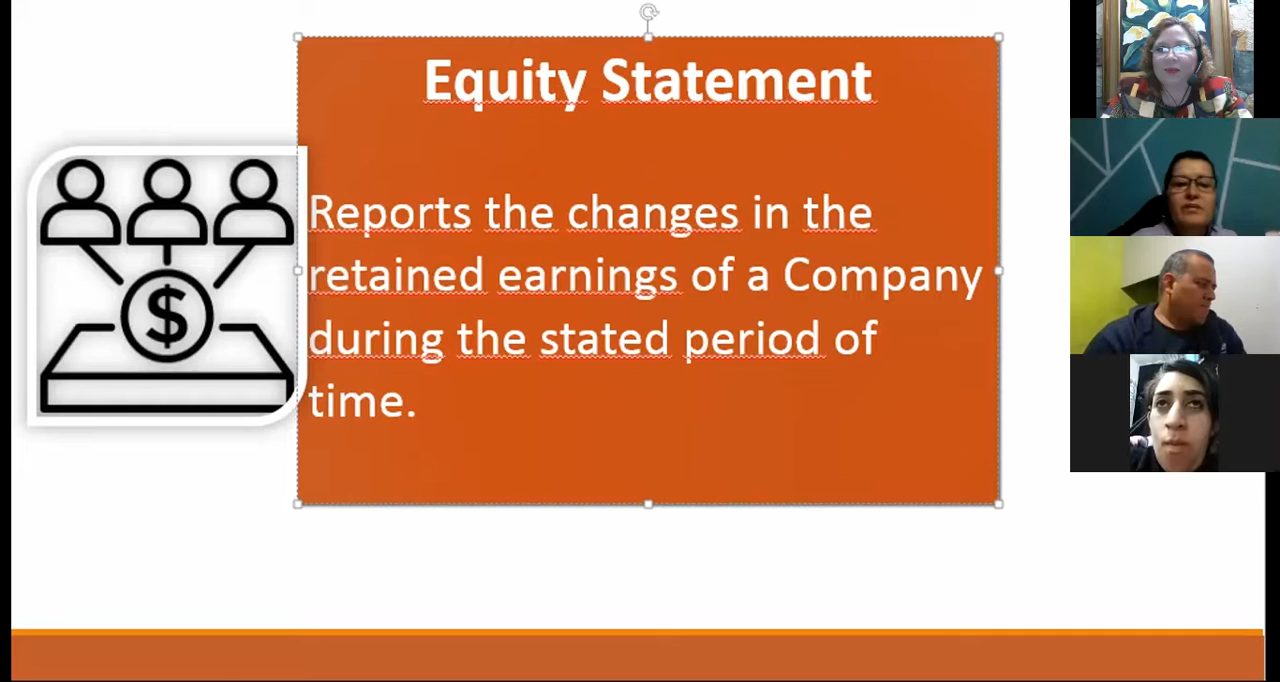 Equity Statement
Reports the changes in the
retained earnings of a Company
during the stated period of
time.
$